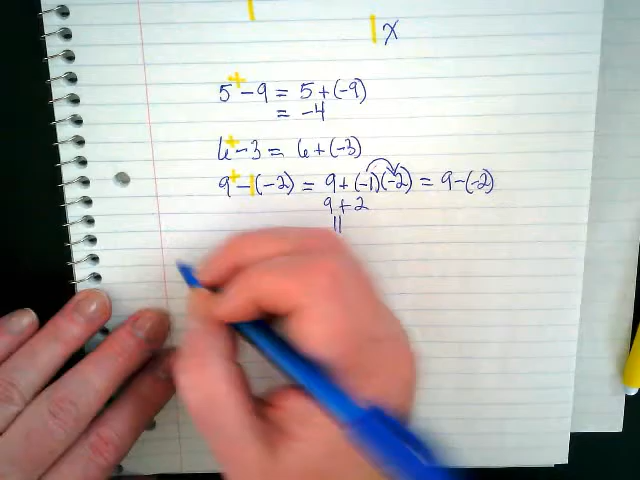 x
5 + - 9 = 5 + (-9)
= -4
6 + - 3 = 6 + (-3)
9 + - 1(-2) = 9 + (-1)(-2) = 9 - (-2)
9 + 2
11